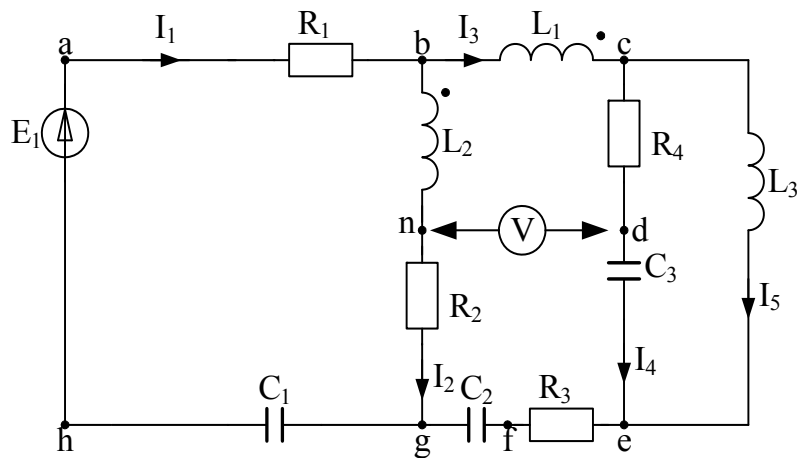 a I₁ R₁ b I₃ L₁ c
E₁ L₂ R₄ L₃
n V d
R₂ C₃ I₅
C₁ I₂ C₂ R₃ I₄
h g f e